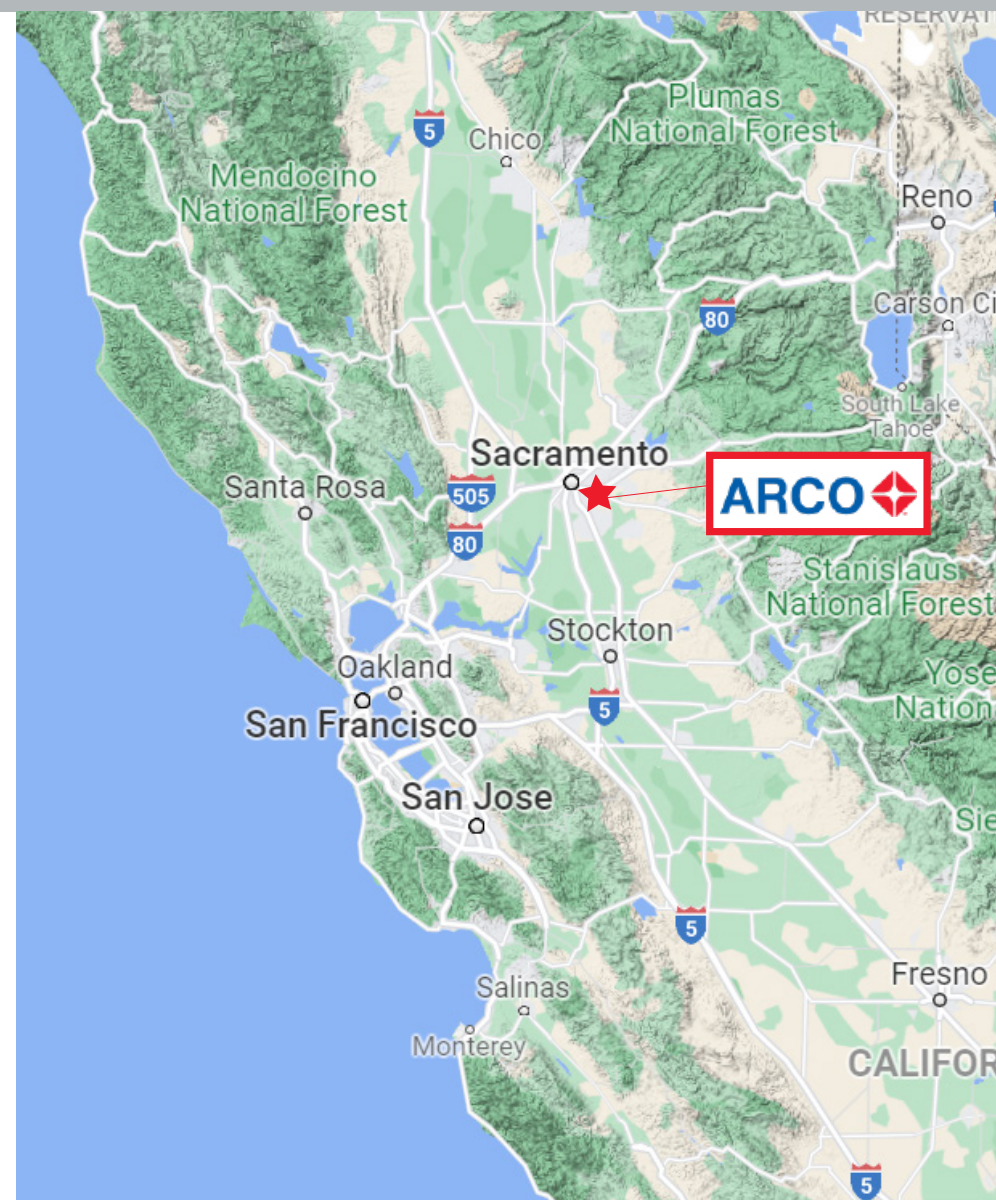 RESERVAT
Plumas
National Forest
5
Chico
Mendocino
National Forest
Reno
80
Carson Ci
South Lake
Tahoe
Sacramento
Santa Rosa
505
ARCO
80
Stanislaus
National Forest
Stockton
Oakland
Yose
Nation
5
San Francisco
San Jose
Sie
5
Fresno
Salinas
Monterey
CALIFOR
5